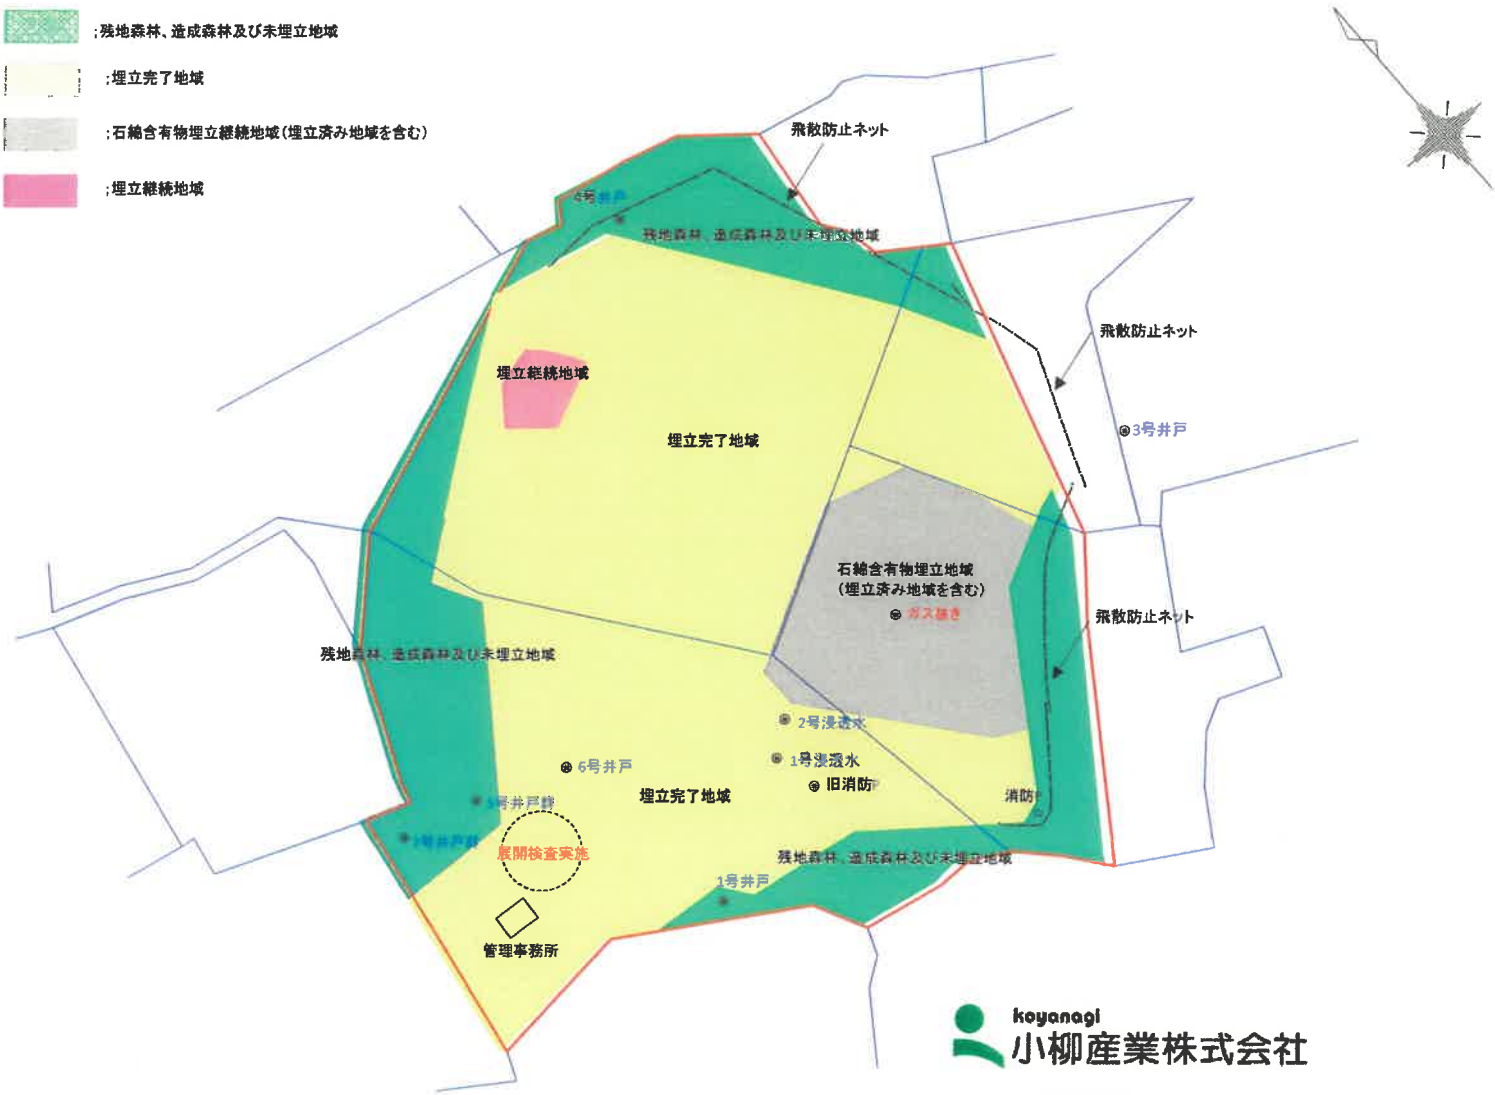 ;残地森林、造成森林及び未埋立地域
;埋立完了地域
;石綿含有物埋立継続地域(埋立済み地域を含む)
;埋立継続地域
飛散防止ネット
4号井戸
残地森林、造成森林及び未埋立地域
飛散防止ネット
埋立継続地域
3号井戸
埋立完了地域
石綿含有物埋立地域
(埋立済み地域を含む)
ガス抜き
飛散防止ネット
残地森林、造成森林及び未埋立地域
2号浸透水
1号浸透水
6号井戸
旧消防P
埋立完了地域
消防P
5号井戸群
展開検査実施
残地森林、造成森林及び未埋立地域
1号井戸
管理事務所
koyanagi
小柳産業株式会社